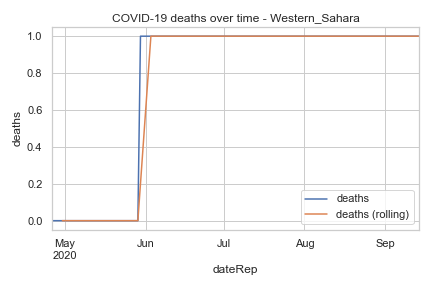 COVID-19 deaths over time - Western_Sahara
deaths
1.0
0.8
0.6
0.4
0.2
0.0
deaths
deaths (rolling)
May
2020
Jun
Jul
Aug
Sep
dateRep